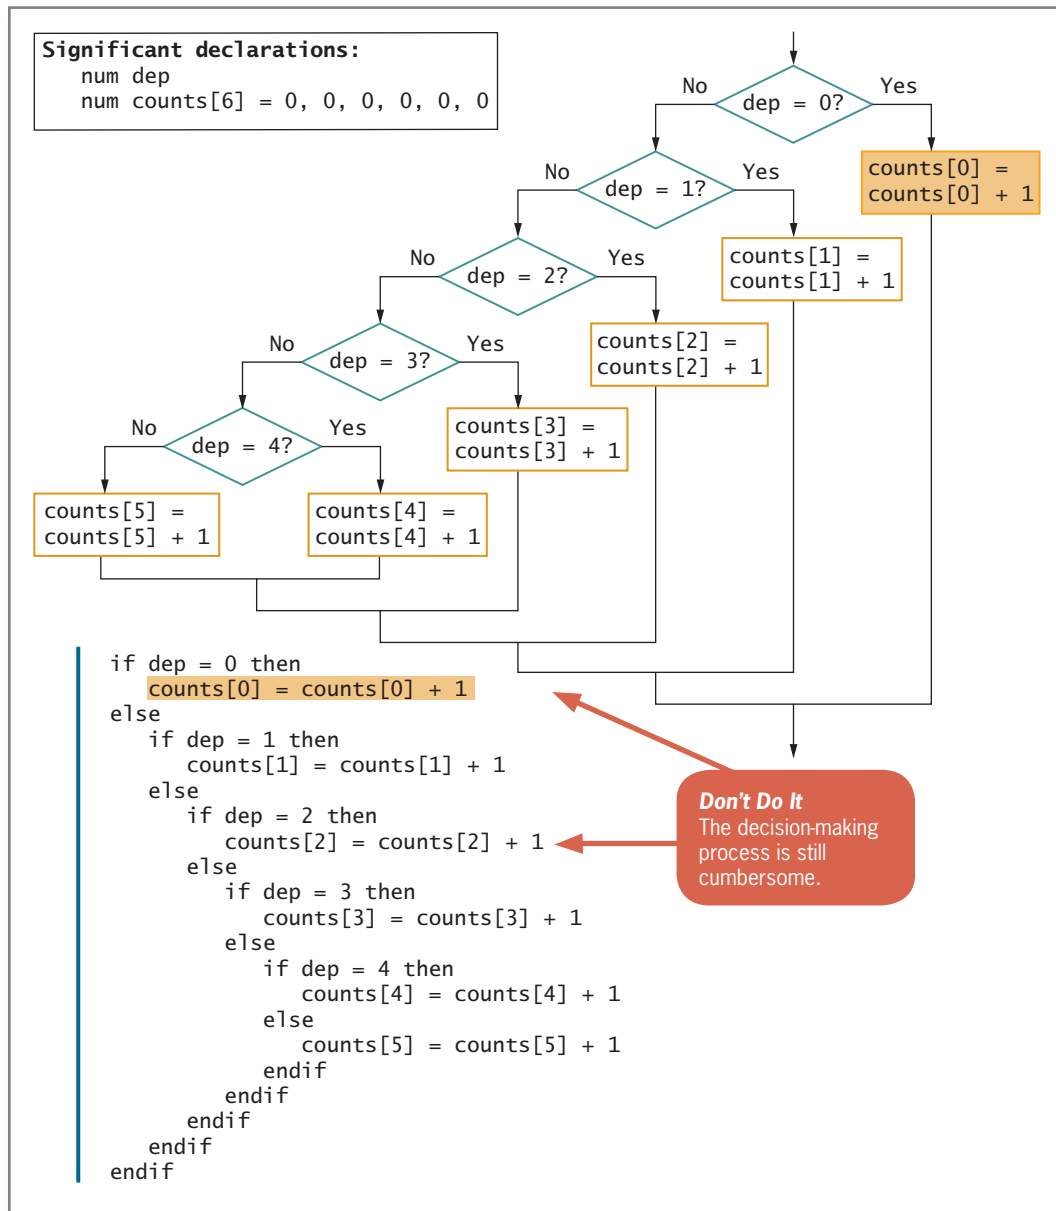 Significant declarations:
num dep
num counts[6] = 0, 0, 0, 0, 0, 0
dep = 0?
No
Yes
counts[0] =
counts[0] + 1
dep = 1?
No
Yes
counts[1] =
counts[1] + 1
dep = 2?
No
Yes
counts[2] =
counts[2] + 1
dep = 3?
No
Yes
counts[3] =
counts[3] + 1
dep = 4?
No
Yes
counts[5] =
counts[5] + 1
counts[4] =
counts[4] + 1
if dep = 0 then
counts[0] = counts[0] + 1
else
if dep = 1 then
counts[1] = counts[1] + 1
else
if dep = 2 then
counts[2] = counts[2] + 1
else
if dep = 3 then
counts[3] = counts[3] + 1
else
if dep = 4 then
counts[4] = counts[4] + 1
else
counts[5] = counts[5] + 1
endif
endif
endif
endif
endif
Don't Do It
The decision-making
process is still
cumbersome.